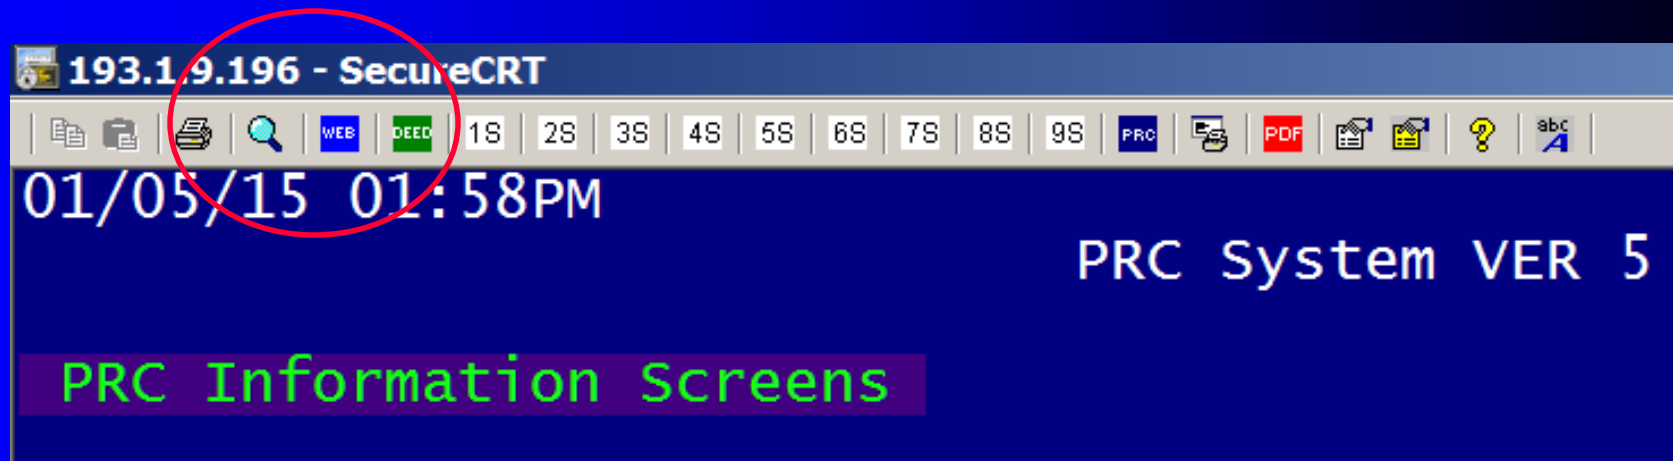 193.1.9.196 - SecureCRT
WEB DEED 1S 2S 3S 4S 5S 6S 7S 8S 9S PRC PDF ? abc A
01/05/15 01:58PM
PRC System VER 5
PRC Information Screens